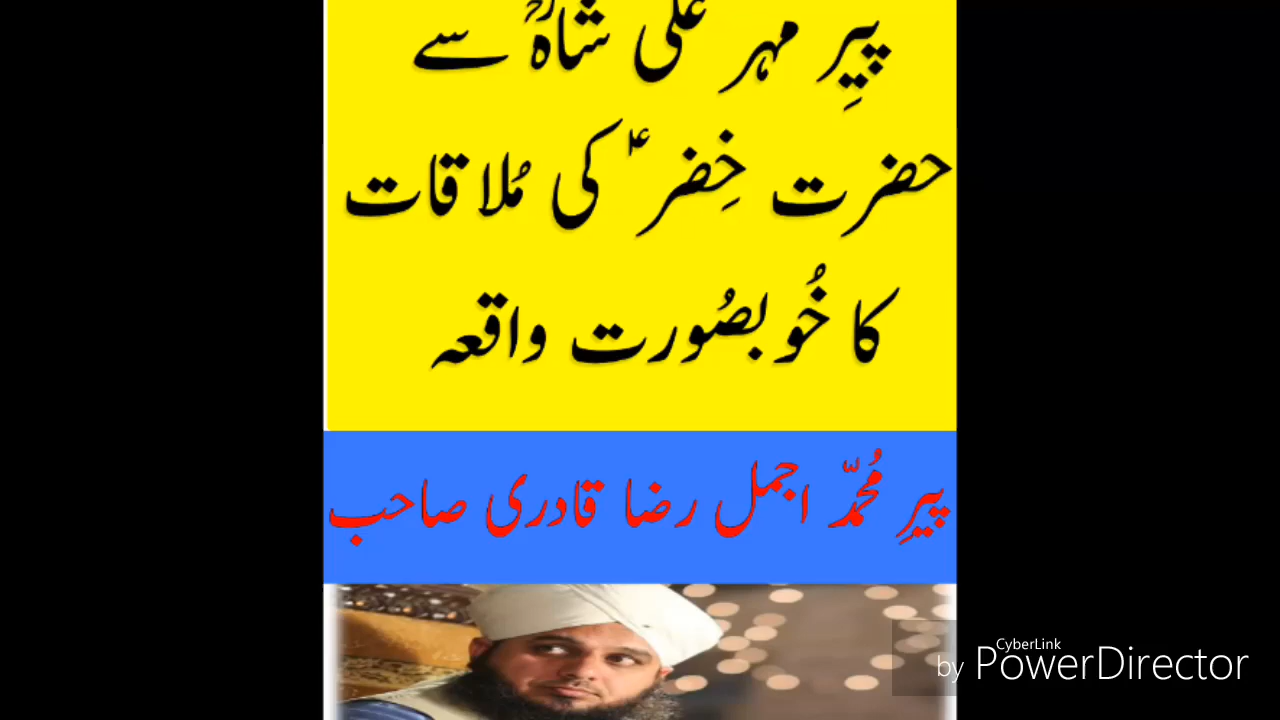 پیرِ مہر علی شاہؒ سے
حضرت خِضرؑ کی مُلاقات
کا خُوبصُورت واقعہ
پیرِ مُحمّد اجمل رضا قادری صاحب
CyberLink
by PowerDirector